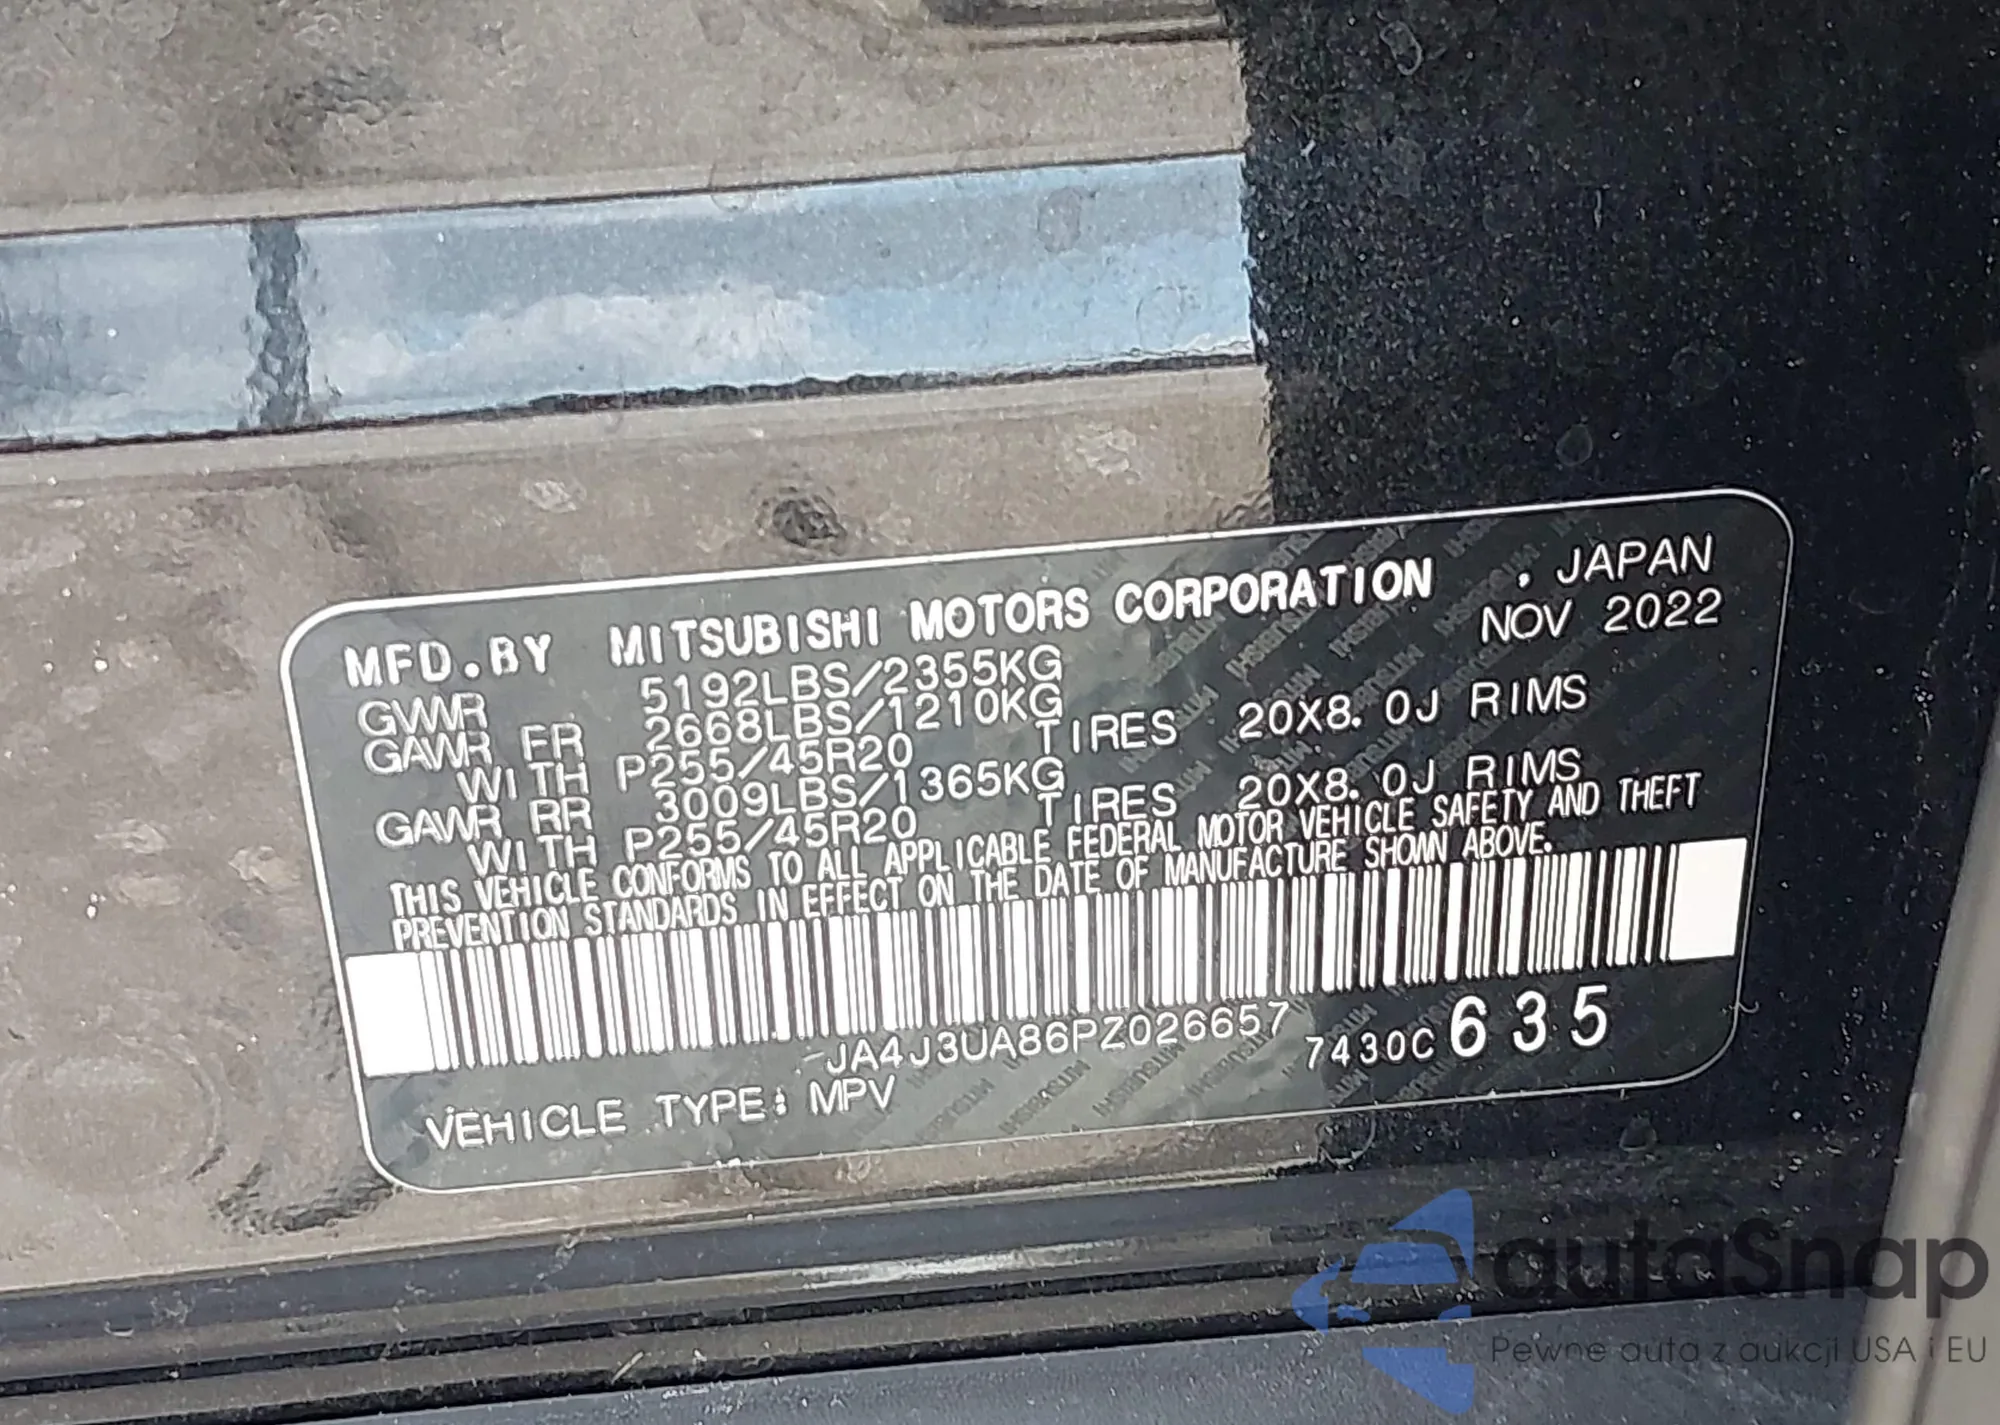 MFD.BY MITSUBISHI MOTORS CORPORATION . JAPAN
NOV 2022
GVWR 5192LBS/2355KG
GAWR FR 2668LBS/1210KG
WITH P255/45R20 TIRES 20X8.0J RIMS
GAWR RR 3009LBS/1365KG
WITH P255/45R20 TIRES 20X8.0J RIMS
THIS VEHICLE CONFORMS TO ALL APPLICABLE FEDERAL MOTOR VEHICLE SAFETY AND THEFT
PREVENTION STANDARDS IN EFFECT ON THE DATE OF MANUFACTURE SHOWN ABOVE.
JA4J3UA86PZ026657 7430C 635
VEHICLE TYPE: MPV
autaSnap
Pewne auta z aukcji USA i EU